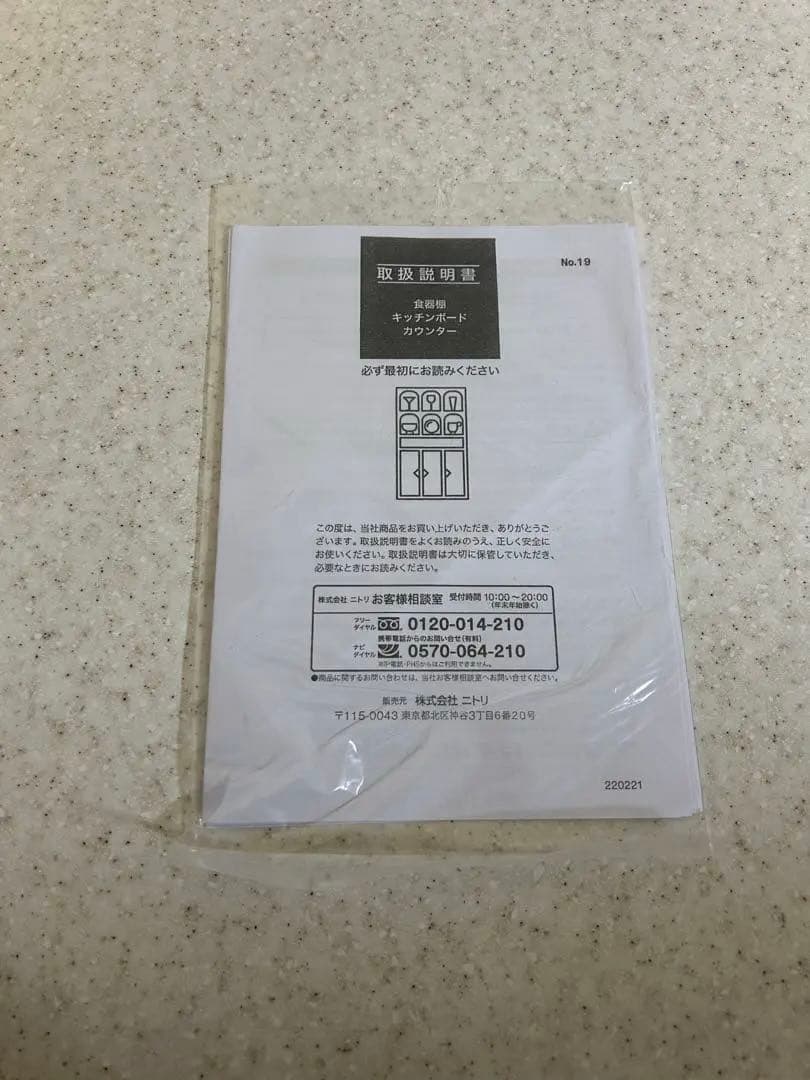 No.19
取扱説明書
食器棚
キッチンボード
カウンター
必ず最初にお読みください
この度は、当社商品をお買い上げいただき、ありがとうご
ざいます。取扱説明書をよくお読みのうえ、正しく安全に
お使いください。取扱説明書は大切に保管していただき、
必要なときにお読みください。
株式会社 ニトリ お客様相談室 受付時間 10:00～20:00
(年末年始除く)
フリーダイヤル 0120-014-210
携帯電話からのお問い合せ(有料)
ナビダイヤル 0570-064-210
※IP電話・PHSからはご利用できません。
●商品に関するお問い合わせは、当社お客様相談室へお問い合せください。
販売元 株式会社 ニトリ
〒115-0043 東京都北区神谷3丁目6番20号
220221